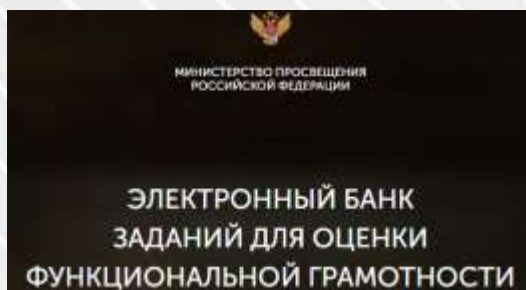 МИНИСТЕРСТВО ПРОСВЕЩЕНИЯ
РОССИЙСКОЙ ФЕДЕРАЦИИ
ЭЛЕКТРОННЫЙ БАНК
ЗАДАНИЙ ДЛЯ ОЦЕНКИ
ФУНКЦИОНАЛЬНОЙ ГРАМОТНОСТИ